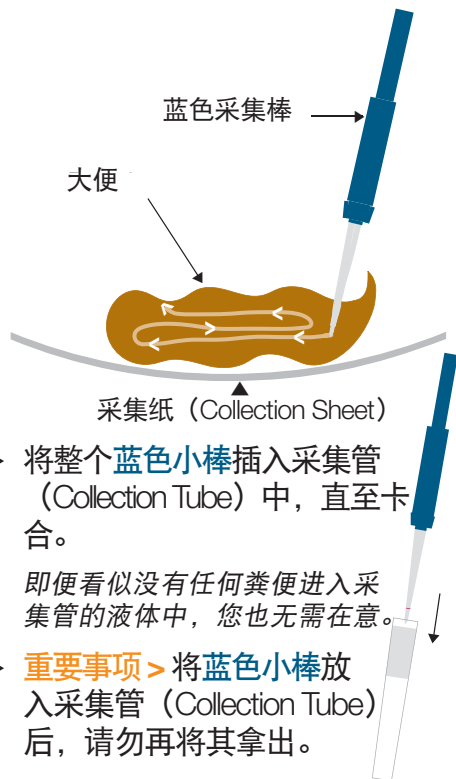 蓝色采集棒
大便
采集纸（Collection Sheet）
将整个蓝色小棒插入采集管
（Collection Tube）中，直至卡
合。
即便看似没有任何粪便进入采
集管的液体中，您也无需在意。
重要事项 > 将蓝色小棒放
入采集管（Collection Tube）
后，请勿再将其拿出。